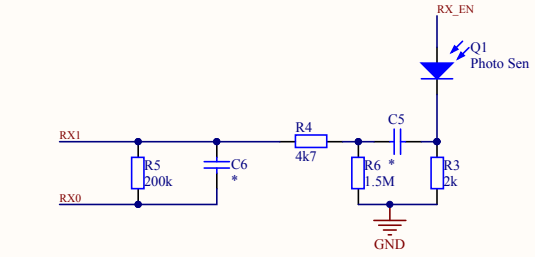 RX_EN
Q1
Photo Sen
C5
*
RX1
R4
4k7
R5
200k
C6
*
R6
1.5M
R3
2k
RX0
GND